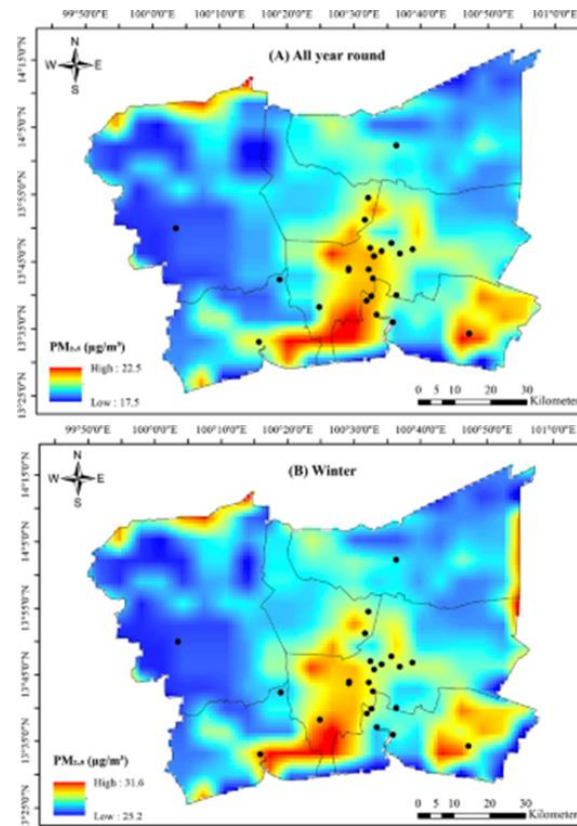 99°50'0"E 100°0'0"E 100°10'0"E 100°20'0"E 100°30'0"E 100°40'0"E 100°50'0"E 101°0'0"E
(A) All year round
N
W E
S
14°15'0"N
14°5'0"N
13°55'0"N
13°45'0"N
13°35'0"N
13°25'0"N
PM₂.₅ (µg/m³)
High : 22.5
Low : 17.5
0 5 10 20 30 40
Kilometer
99°50'0"E 100°0'0"E 100°10'0"E 100°20'0"E 100°30'0"E 100°40'0"E 100°50'0"E 101°0'0"E
(B) Winter
N
W E
S
14°15'0"N
14°5'0"N
13°55'0"N
13°45'0"N
13°35'0"N
13°25'0"N
PM₂.₅ (µg/m³)
High : 31.6
Low : 25.2
0 5 10 20 30 40
Kilometer